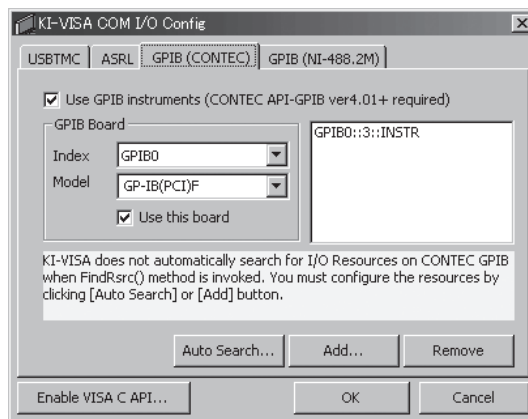 KI-VISA COM I/O Config
USBTMC
ASRL
GPIB (CONTEC)
GPIB (NI-488.2M)
Use GPIB instruments (CONTEC API-GPIB ver4.01+ required)
GPIB Board
Index
GPIB0
Model
GP-IB(PCI)F
Use this board
GPIB0::3::INSTR
KI-VISA does not automatically search for I/O Resources on CONTEC GPIB
when FindRsrc() method is invoked. You must configure the resources by
clicking [Auto Search] or [Add] button.
Auto Search...
Add...
Remove
Enable VISA C API...
OK
Cancel